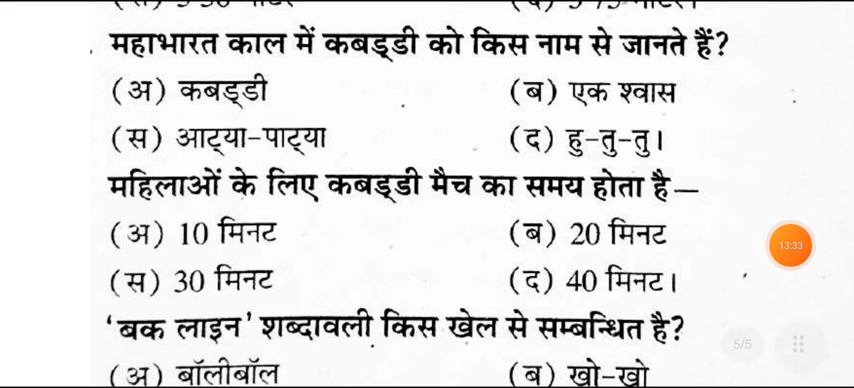 महाभारत काल में कबड्डी को किस नाम से जानते हैं?
(अ) कबड्डी (ब) एक श्वास
(स) आट्या-पाट्या (द) हु-तु-तु।
महिलाओं के लिए कबड्डी मैच का समय होता है—
(अ) 10 मिनट (ब) 20 मिनट
(स) 30 मिनट (द) 40 मिनट।
13:33
'बक लाइन' शब्दावली किस खेल से सम्बन्धित है?
5/5
(अ) बॉलीबॉल (ब) खो-खो